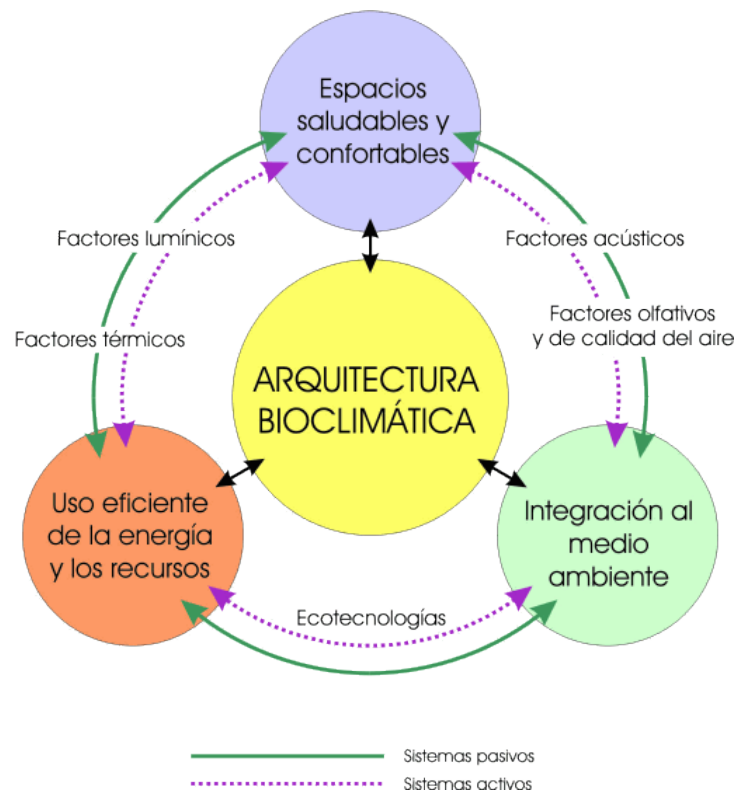 Espacios
saludables y
confortables
Factores lumínicos
Factores acústicos
Factores térmicos
Factores olfativos
y de calidad del aire
ARQUITECTURA
BIOCLIMÁTICA
Uso eficiente
de la energía
y los recursos
Integración al
medio
ambiente
Ecotecnologías
Sistemas pasivos
Sistemas activos